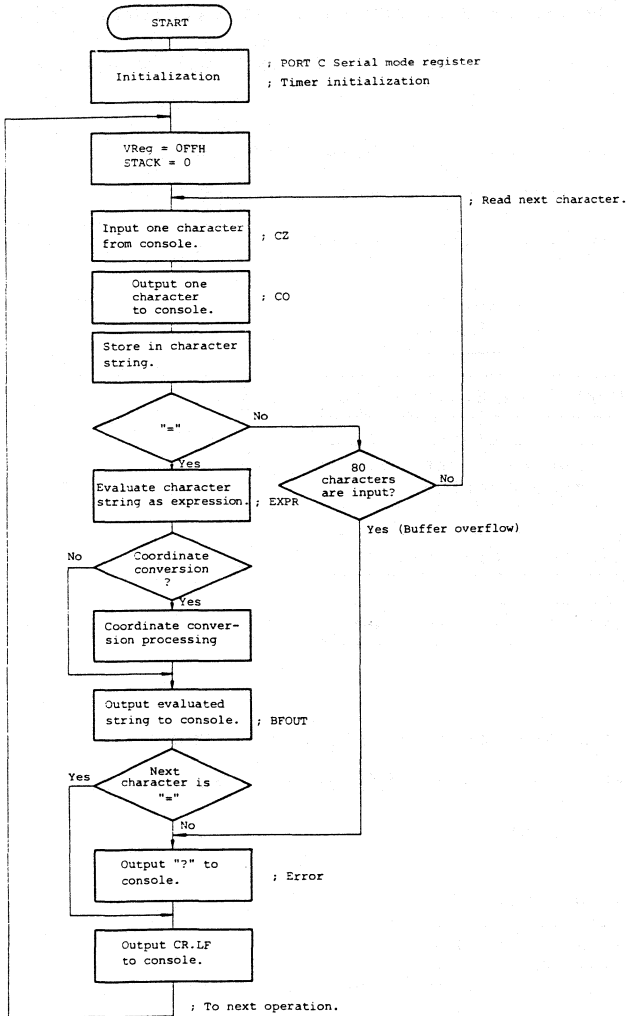 START
Initialization
; PORT C Serial mode register
; Timer initialization
VReg = 0FFH
STACK = 0
; Read next character.
Input one character
from console.
; CZ
Output one
character
to console.
; CO
Store in character
string.
"="
No
Yes
80
characters
are input?
No
Yes (Buffer overflow)
Evaluate character
string as expression.
; EXPR
No
Coordinate
conversion
?
Yes
Coordinate conver-
sion processing
Output evaluated
string to console.
; BFOUT
Yes
Next
character is
"="
No
Output "?" to
console.
; Error
Output CR.LF
to console.
; To next operation.